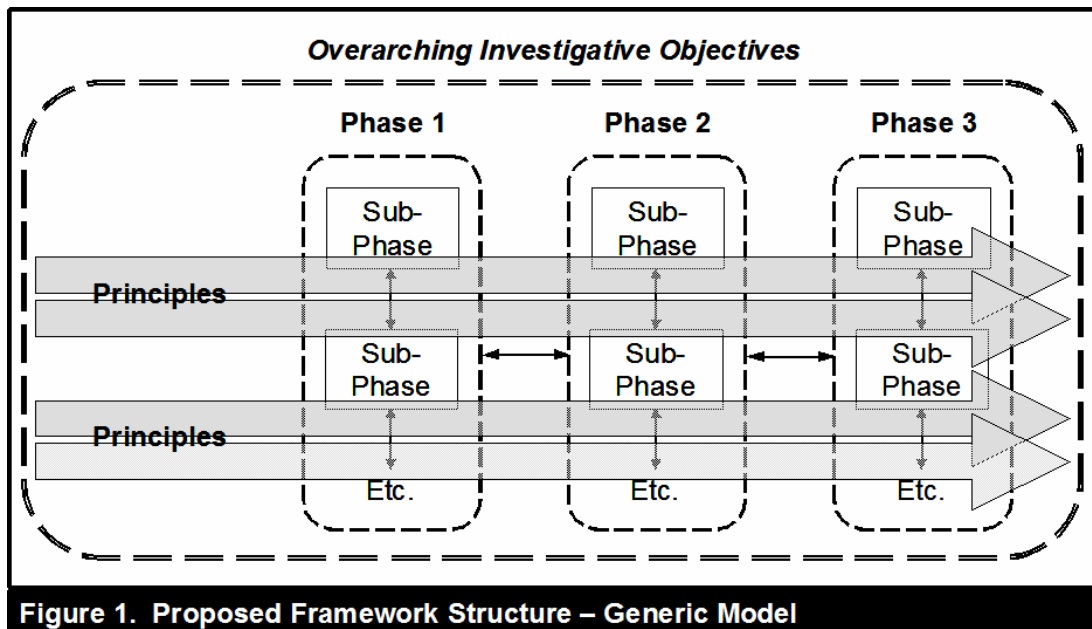 Overarching Investigative Objectives
Phase 1
Phase 2
Phase 3
Sub-
Phase
Sub-
Phase
Sub-
Phase
Principles
Sub-
Phase
Sub-
Phase
Sub-
Phase
Principles
Etc.
Etc.
Etc.
Figure 1. Proposed Framework Structure – Generic Model